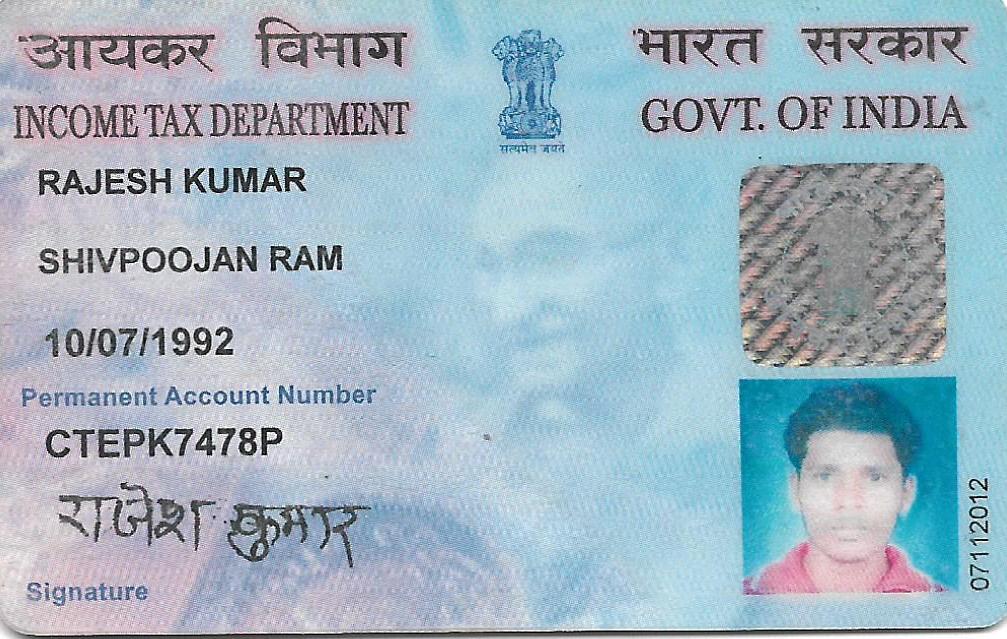 आयकर विभाग
भारत सरकार
INCOME TAX DEPARTMENT
GOVT. OF INDIA
सत्यमेव जयते
RAJESH KUMAR
SHIVPOOJAN RAM
10/07/1992
Permanent Account Number
CTEPK7478P
राजेश कुमार
Signature
07112012